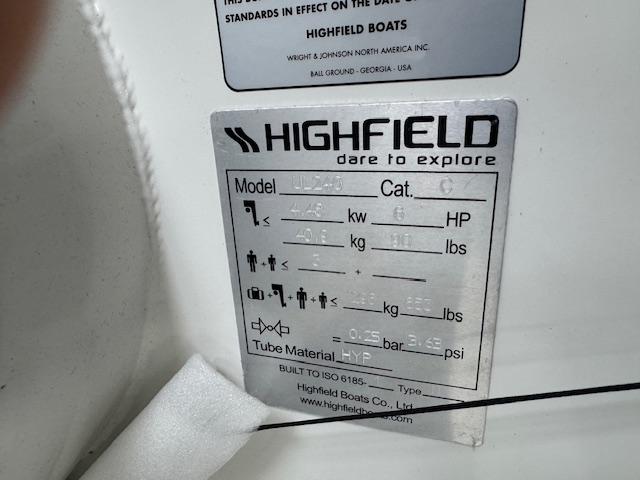 STANDARDS IN EFFECT ON THE DATE
HIGHFIELD BOATS
WRIGHT & JOHNSON NORTH AMERICA INC.
BALL GROUND - GEORGIA - USA
HIGHFIELD
dare to explore
Model UL240 Cat. C
≤ 4.48 kw 6 HP
40.8 kg 90 lbs
+ ≤ 3 +
+ + + ≤ kg lbs
= 0.25 bar 3.63 psi
Tube Material HYP
BUILT TO ISO 6185- Type
Highfield Boats Co., Ltd
www.highfieldboats.com